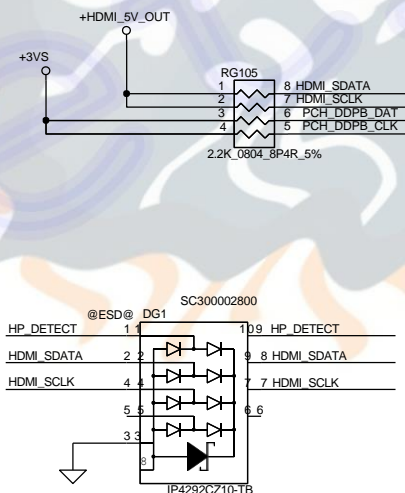 +HDMI_5V_OUT
+3VS
RG105
1 8 HDMI_SDATA
2 7 HDMI_SCLK
3 6 PCH_DDPB_DAT
4 5 PCH_DDPB_CLK
2.2K_0804_8P4R_5%
SC300002800
@ESD@ DG1
HP_DETECT 1 1 10 9 HP_DETECT
HDMI_SDATA 2 2 9 8 HDMI_SDATA
HDMI_SCLK 4 4 7 7 HDMI_SCLK
5 5 6 6
3 3
8
IP4292CZ10-TB